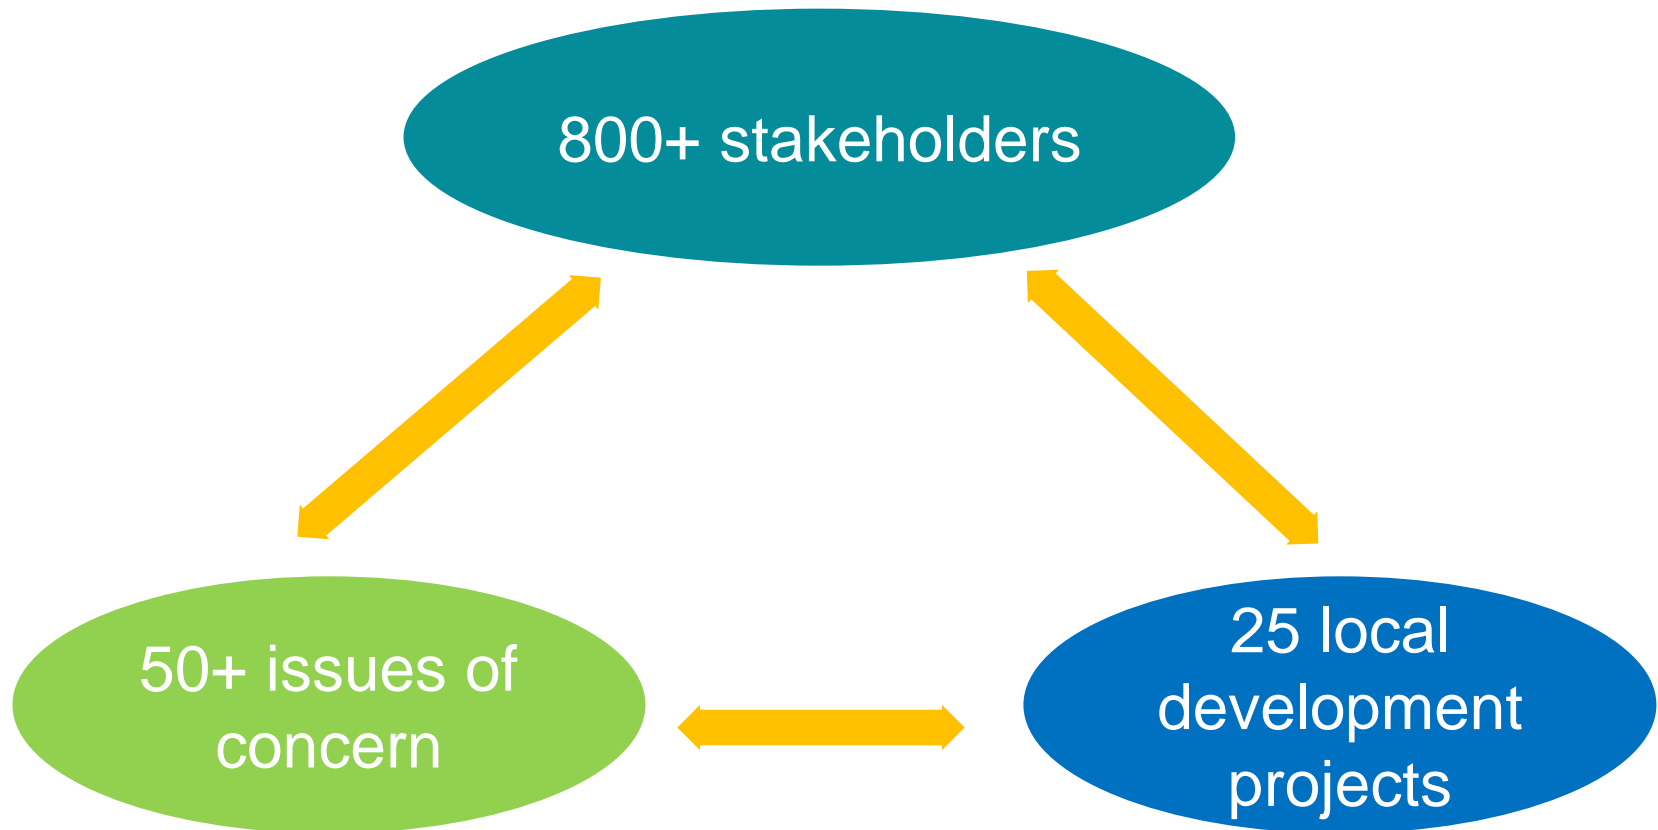 800+ stakeholders
50+ issues of
concern
25 local
development
projects